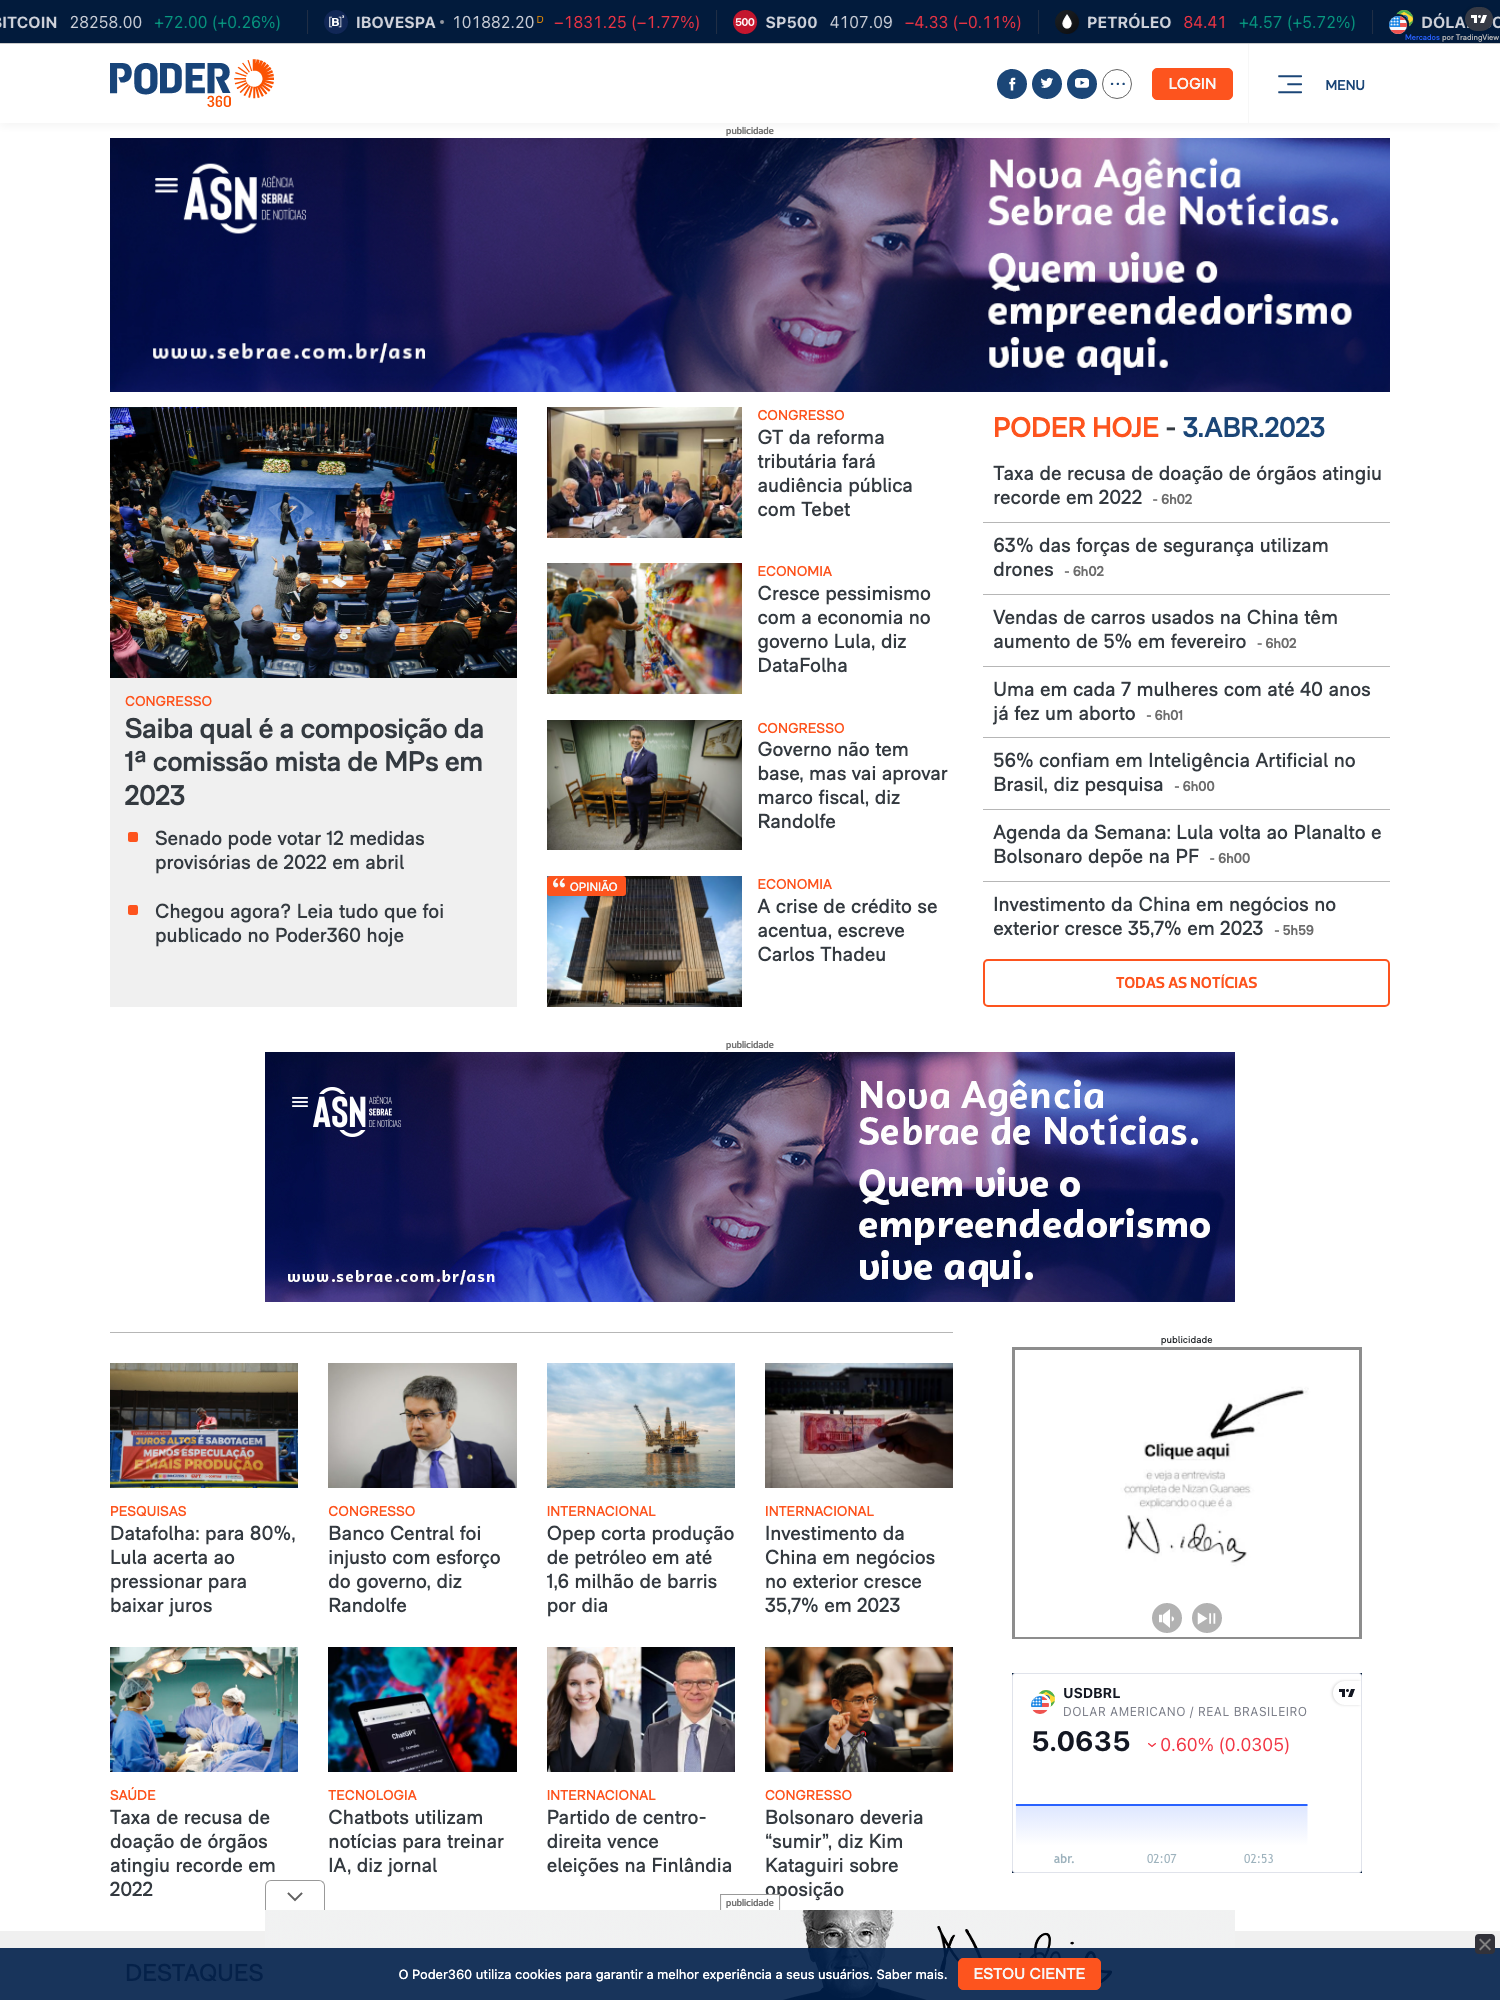 BITCOIN 28258.00 +72.00 (+0.26%)
IBOVESPA 101882.20 D −1831.25 (−1.77%)
500 SP500 4107.09 −4.33 (−0.11%)
PETRÓLEO 84.41 +4.57 (+5.72%)
Mercados por TradingView
PODER
360
LOGIN
MENU
publicidade
ASN AGÊNCIA
SEBRAE
DE NOTÍCIAS
www.sebrae.com.br/asn
Nova Agência
Sebrae de Notícias.
Quem vive o
empreendedorismo
vive aqui.
CONGRESSO
Saiba qual é a composição da
1ª comissão mista de MPs em
2023
Senado pode votar 12 medidas
provisórias de 2022 em abril
Chegou agora? Leia tudo que foi
publicado no Poder360 hoje
CONGRESSO
GT da reforma
tributária fará
audiência pública
com Tebet
ECONOMIA
Cresce pessimismo
com a economia no
governo Lula, diz
DataFolha
CONGRESSO
Governo não tem
base, mas vai aprovar
marco fiscal, diz
Randolfe
“ OPINIÃO
ECONOMIA
A crise de crédito se
acentua, escreve
Carlos Thadeu
PODER HOJE - 3.ABR.2023
Taxa de recusa de doação de órgãos atingiu
recorde em 2022 - 6h02
63% das forças de segurança utilizam
drones - 6h02
Vendas de carros usados na China têm
aumento de 5% em fevereiro - 6h02
Uma em cada 7 mulheres com até 40 anos
já fez um aborto - 6h01
56% confiam em Inteligência Artificial no
Brasil, diz pesquisa - 6h00
Agenda da Semana: Lula volta ao Planalto e
Bolsonaro depõe na PF - 6h00
Investimento da China em negócios no
exterior cresce 35,7% em 2023 - 5h59
TODAS AS NOTÍCIAS
publicidade
ASN AGÊNCIA
SEBRAE
DE NOTÍCIAS
www.sebrae.com.br/asn
Nova Agência
Sebrae de Notícias.
Quem vive o
empreendedorismo
vive aqui.
JUROS ALTOS É SABOTAGEM
MENOS ESPECULAÇÃO
E MAIS PRODUÇÃO
PESQUISAS
Datafolha: para 80%,
Lula acerta ao
pressionar para
baixar juros
CONGRESSO
Banco Central foi
injusto com esforço
do governo, diz
Randolfe
INTERNACIONAL
Opep corta produção
de petróleo em até
1,6 milhão de barris
por dia
INTERNACIONAL
Investimento da
China em negócios
no exterior cresce
35,7% em 2023
publicidade
Clique aqui
e veja a entrevista
completa de Nizan Guanaes
explicando o que é a
N.ideias
SAÚDE
Taxa de recusa de
doação de órgãos
atingiu recorde em
2022
ChatGPT
TECNOLOGIA
Chatbots utilizam
notícias para treinar
IA, diz jornal
INTERNACIONAL
Partido de centro-
direita vence
eleições na Finlândia
CONGRESSO
Bolsonaro deveria
“sumir”, diz Kim
Kataguiri sobre
oposição
USDBRL
DOLAR AMERICANO / REAL BRASILEIRO
5.0635 0.60% (0.0305)
abr. 02:07 02:53
publicidade
DESTAQUES
O Poder360 utiliza cookies para garantir a melhor experiência a seus usuários. Saber mais.
ESTOU CIENTE